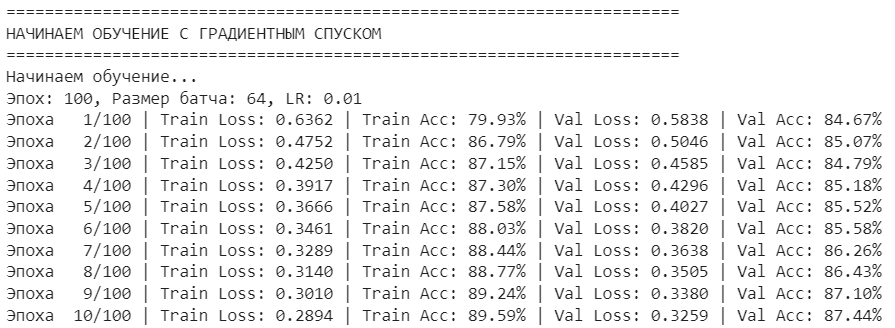 ======================================================================
НАЧИНАЕМ ОБУЧЕНИЕ С ГРАДИЕНТНЫМ СПУСКОМ
======================================================================
Начинаем обучение...
Эпох: 100, Размер батча: 64, LR: 0.01
Эпоха   1/100 | Train Loss: 0.6362 | Train Acc: 79.93% | Val Loss: 0.5838 | Val Acc: 84.67%
Эпоха   2/100 | Train Loss: 0.4752 | Train Acc: 86.79% | Val Loss: 0.5046 | Val Acc: 85.07%
Эпоха   3/100 | Train Loss: 0.4250 | Train Acc: 87.15% | Val Loss: 0.4585 | Val Acc: 84.79%
Эпоха   4/100 | Train Loss: 0.3917 | Train Acc: 87.30% | Val Loss: 0.4296 | Val Acc: 85.18%
Эпоха   5/100 | Train Loss: 0.3666 | Train Acc: 87.58% | Val Loss: 0.4027 | Val Acc: 85.52%
Эпоха   6/100 | Train Loss: 0.3461 | Train Acc: 88.03% | Val Loss: 0.3820 | Val Acc: 85.58%
Эпоха   7/100 | Train Loss: 0.3289 | Train Acc: 88.44% | Val Loss: 0.3638 | Val Acc: 86.26%
Эпоха   8/100 | Train Loss: 0.3140 | Train Acc: 88.77% | Val Loss: 0.3505 | Val Acc: 86.43%
Эпоха   9/100 | Train Loss: 0.3010 | Train Acc: 89.24% | Val Loss: 0.3380 | Val Acc: 87.10%
Эпоха  10/100 | Train Loss: 0.2894 | Train Acc: 89.59% | Val Loss: 0.3259 | Val Acc: 87.44%